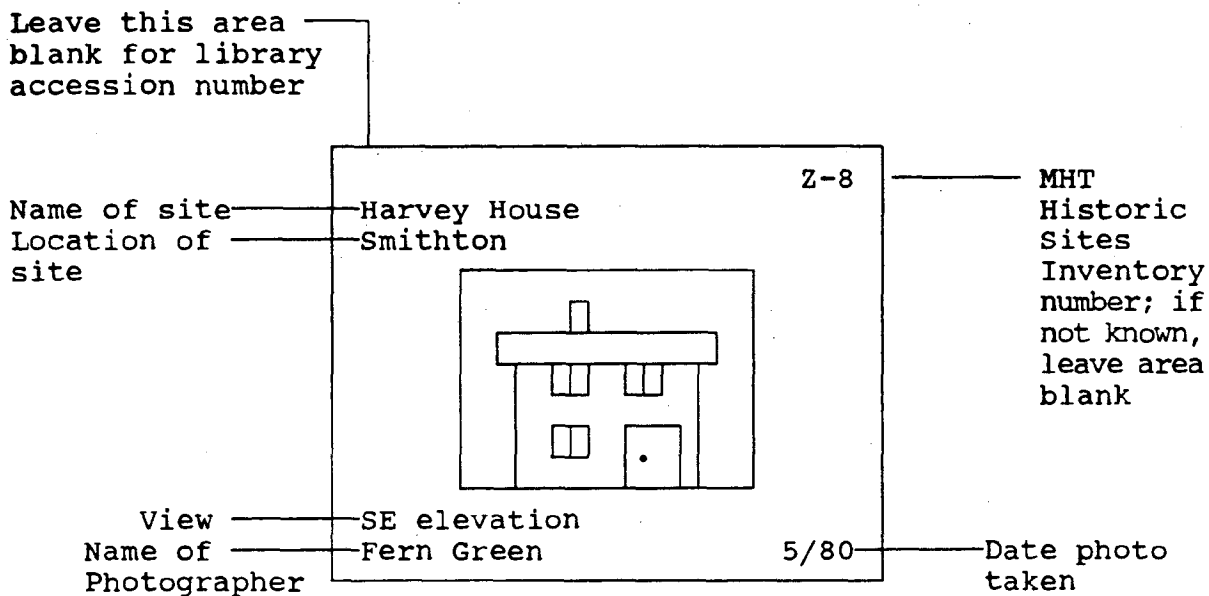 Leave this area
blank for library
accession number
Z-8
MHT
Historic
Sites
Inventory
number; if
not known,
leave area
blank
Name of site
Harvey House
Location of
site
Smithton
View
SE elevation
Name of
Photographer
Fern Green
5/80
Date photo
taken